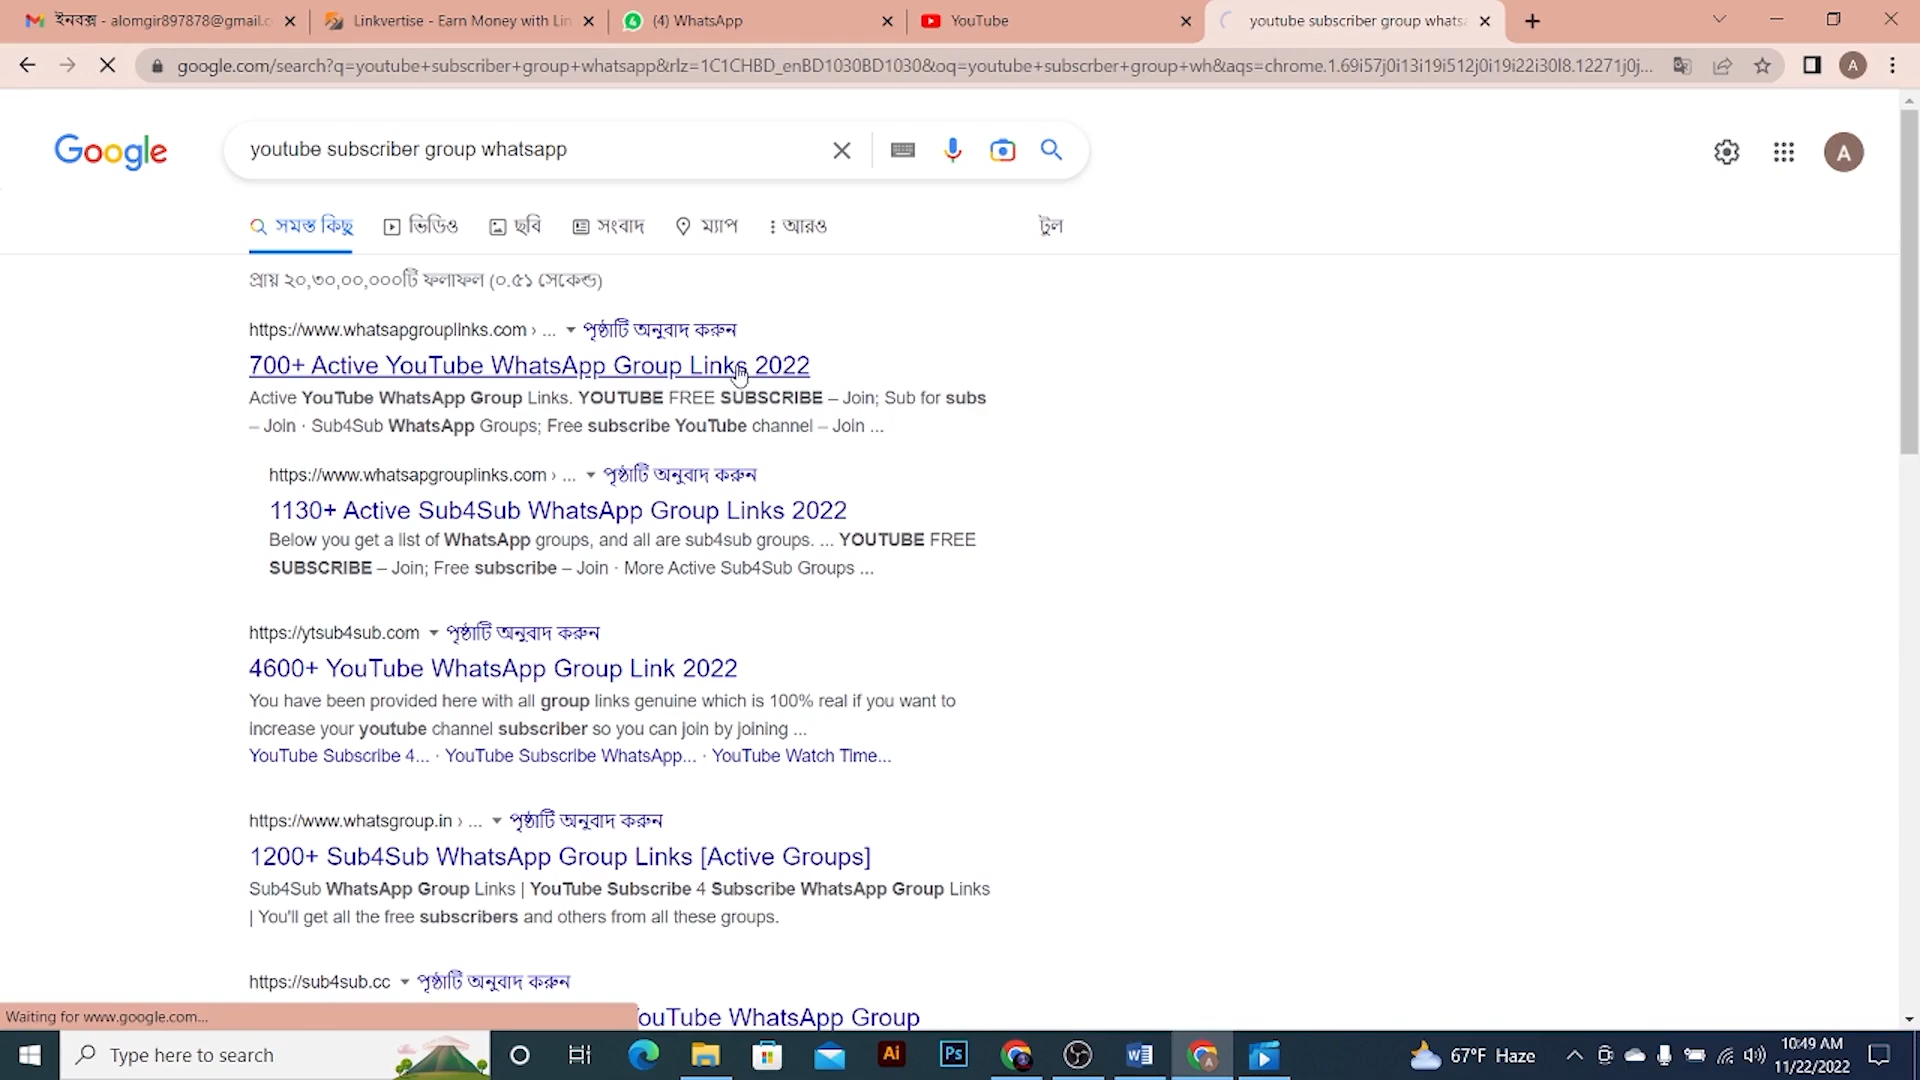 ইনবক্স - alomgir897878@gmail.c
Linkvertise - Earn Money with Lin
(4) WhatsApp
YouTube
youtube subscriber group whatsa
google.com/search?q=youtube+subscriber+group+whatsapp&rlz=1C1CHBD_enBD1030BD1030&oq=youtube+subscrber+group+wh&aqs=chrome.1.69i57j0i13i19i512j0i19i22i30l8.12271j0j...
A
Google
youtube subscriber group whatsapp
A
সমস্ত কিছু
ভিডিও
ছবি
সংবাদ
ম্যাপ
আরও
টুল
প্রায় ২০,৩০,০০,০০০টি ফলাফল (০.৫১ সেকেন্ড)
https://www.whatsapgrouplinks.com › ... পৃষ্ঠাটি অনুবাদ করুন
700+ Active YouTube WhatsApp Group Links 2022
Active YouTube WhatsApp Group Links. YOUTUBE FREE SUBSCRIBE – Join; Sub for subs
– Join · Sub4Sub WhatsApp Groups; Free subscribe YouTube channel – Join ...
https://www.whatsapgrouplinks.com › ... পৃষ্ঠাটি অনুবাদ করুন
1130+ Active Sub4Sub WhatsApp Group Links 2022
Below you get a list of WhatsApp groups, and all are sub4sub groups. ... YOUTUBE FREE
SUBSCRIBE – Join; Free subscribe – Join · More Active Sub4Sub Groups ...
https://ytsub4sub.com পৃষ্ঠাটি অনুবাদ করুন
4600+ YouTube WhatsApp Group Link 2022
You have been provided here with all group links genuine which is 100% real if you want to
increase your youtube channel subscriber so you can join by joining ...
YouTube Subscribe 4... · YouTube Subscribe WhatsApp... · YouTube Watch Time...
https://www.whatsgroup.in › ... পৃষ্ঠাটি অনুবাদ করুন
1200+ Sub4Sub WhatsApp Group Links [Active Groups]
Sub4Sub WhatsApp Group Links | YouTube Subscribe 4 Subscribe WhatsApp Group Links
| You'll get all the free subscribers and others from all these groups.
https://sub4sub.cc পৃষ্ঠাটি অনুবাদ করুন
YouTube WhatsApp Group
Waiting for www.google.com...
Type here to search
Ai
Ps
A
67°F Haze
10:49 AM
11/22/2022